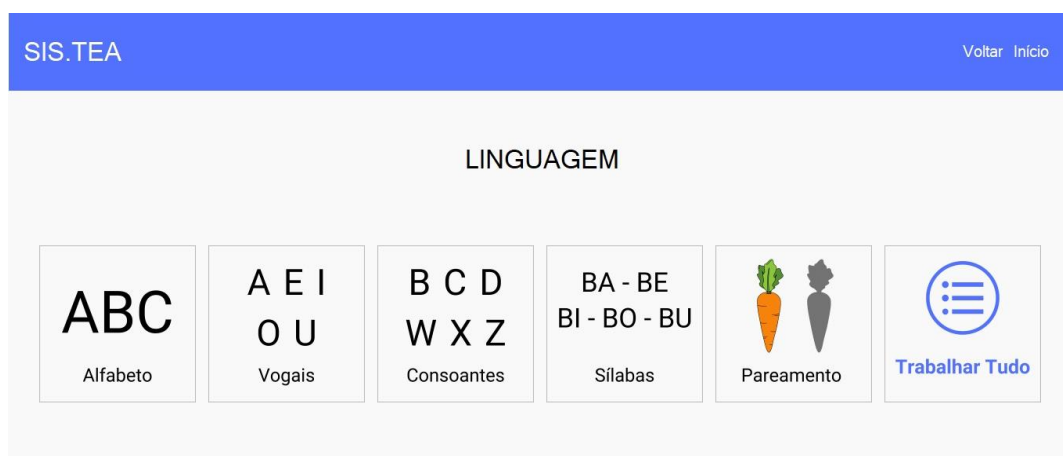 SIS.TEA
Voltar Início
LINGUAGEM
ABC
Alfabeto
A E I
O U
Vogais
B C D
W X Z
Consoantes
BA - BE
BI - BO - BU
Sílabas
Pareamento
Trabalhar Tudo